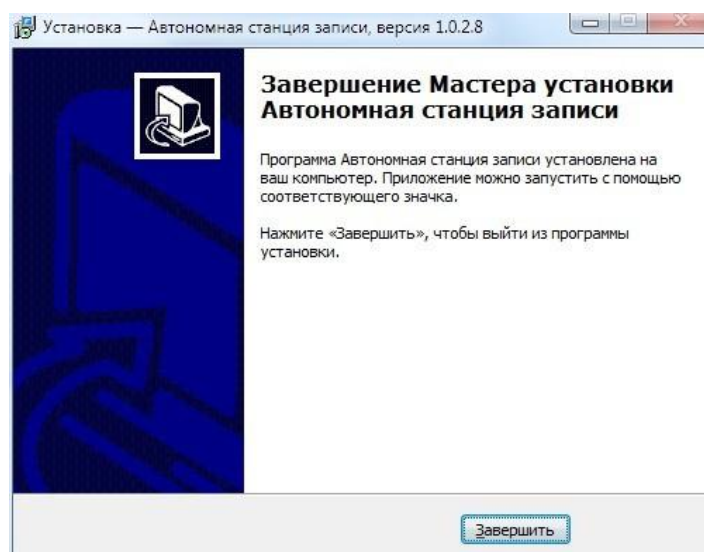 Установка — Автономная станция записи, версия 1.0.2.8
Завершение Мастера установки
Автономная станция записи
Программа Автономная станция записи установлена на
ваш компьютер. Приложение можно запустить с помощью
соответствующего значка.
Нажмите «Завершить», чтобы выйти из программы
установки.
Завершить